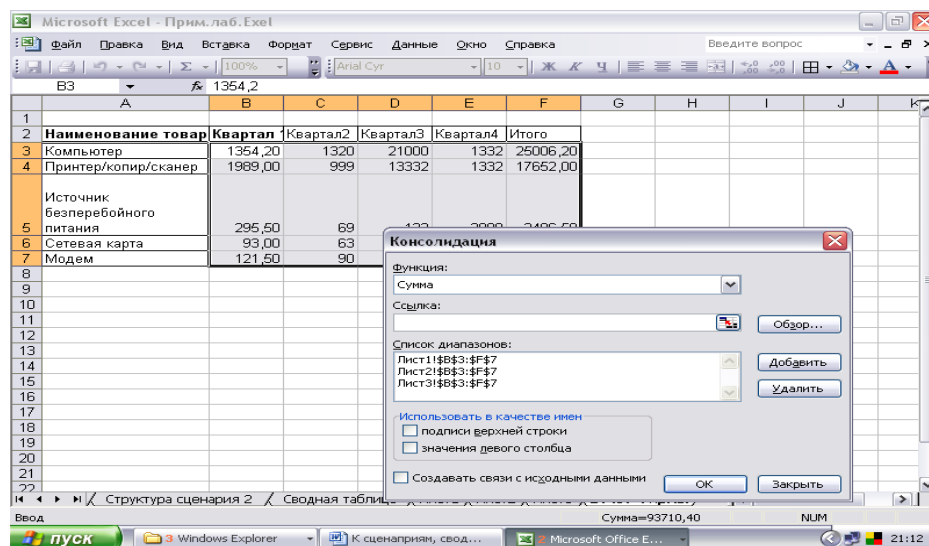 Microsoft Excel - Прим.лаб.Exel
Файл Правка Вид Вставка Формат Сервис Данные Окно Справка Введите вопрос
100% Arial Cyr 10 Ж К Ч
B3 fx 1354,2
A B C D E F G H I J K
1
2 Наименование товар Квартал 1 Квартал2 Квартал3 Квартал4 Итого
3 Компьютер 1354,20 1320 21000 1332 25006,20
4 Принтер/копир/сканер 1989,00 999 13332 1332 17652,00
Источник
безперебойного
5 питания 295,50 69
6 Сетевая карта 93,00 63
7 Модем 121,50 90
8
9
10
11
12
13
14
15
16
17
18
19
20
21
22
Консолидация
Функция:
Сумма
Ссылка:
Обзор...
Список диапазонов:
Лист1!$B$3:$F$7
Лист2!$B$3:$F$7
Лист3!$B$3:$F$7
Добавить
Удалить
Использовать в качестве имен
подписи верхней строки
значения левого столбца
Создавать связи с исходными данными
ОК
Закрыть
Структура сценария 2 Сводная таблиц
Ввод Сумма=93710,40 NUM
пуск 3 Windows Explorer К сценаприям, свод... 2 Microsoft Office E... 21:12